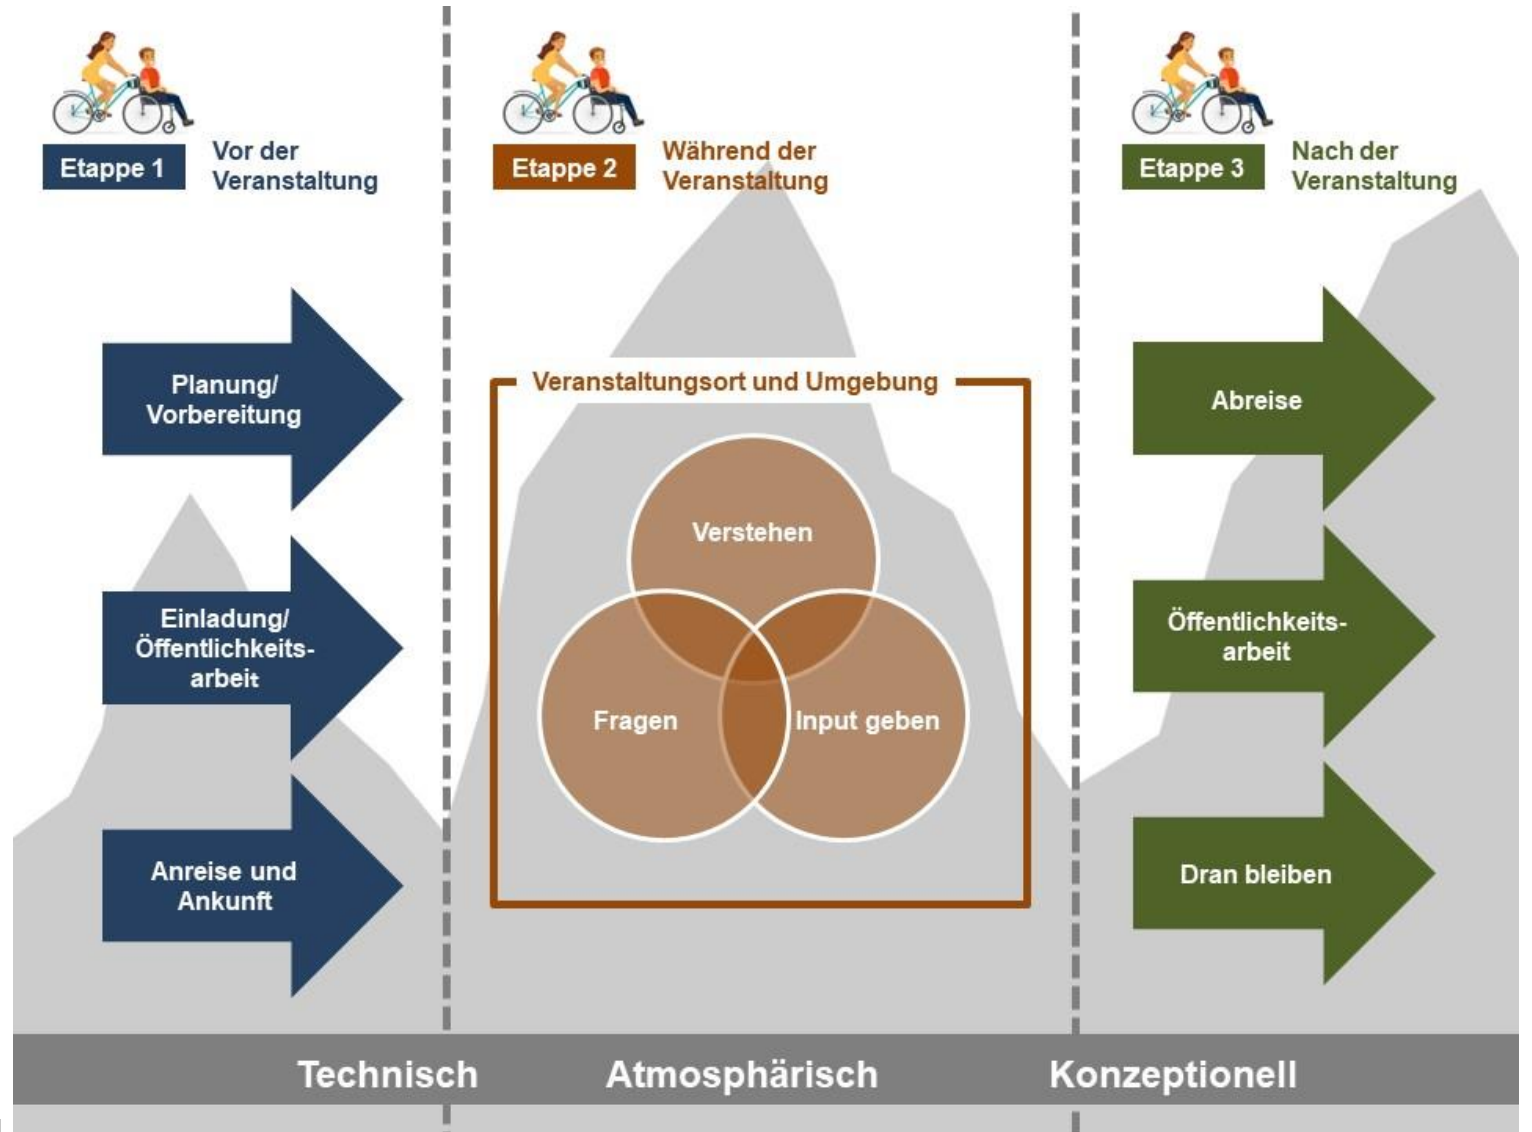 Etappe 1
Vor der
Veranstaltung
Planung/
Vorbereitung
Einladung/
Öffentlichkeits-
arbeit
Anreise und
Ankunft
Etappe 2
Während der
Veranstaltung
Veranstaltungsort und Umgebung
Verstehen
Fragen
Input geben
Etappe 3
Nach der
Veranstaltung
Abreise
Öffentlichkeits-
arbeit
Dran bleiben
Technisch
Atmosphärisch
Konzeptionell